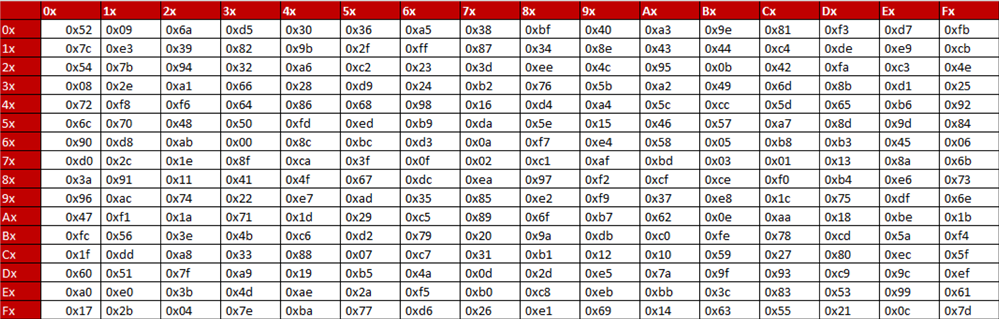 0x 1x 2x 3x 4x 5x 6x 7x 8x 9x Ax Bx Cx Dx Ex Fx
0x 0x52 0x09 0x6a 0xd5 0x30 0x36 0xa5 0x38 0xbf 0x40 0xa3 0x9e 0x81 0xf3 0xd7 0xfb
1x 0x7c 0xe3 0x39 0x82 0x9b 0x2f 0xff 0x87 0x34 0x8e 0x43 0x44 0xc4 0xde 0xe9 0xcb
2x 0x54 0x7b 0x94 0x32 0xa6 0xc2 0x23 0x3d 0xee 0x4c 0x95 0x0b 0x42 0xfa 0xc3 0x4e
3x 0x08 0x2e 0xa1 0x66 0x28 0xd9 0x24 0xb2 0x76 0x5b 0xa2 0x49 0x6d 0x8b 0xd1 0x25
4x 0x72 0xf8 0xf6 0x64 0x86 0x68 0x98 0x16 0xd4 0xa4 0x5c 0xcc 0x5d 0x65 0xb6 0x92
5x 0x6c 0x70 0x48 0x50 0xfd 0xed 0xb9 0xda 0x5e 0x15 0x46 0x57 0xa7 0x8d 0x9d 0x84
6x 0x90 0xd8 0xab 0x00 0x8c 0xbc 0xd3 0x0a 0xf7 0xe4 0x58 0x05 0xb8 0xb3 0x45 0x06
7x 0xd0 0x2c 0x1e 0x8f 0xca 0x3f 0x0f 0x02 0xc1 0xaf 0xbd 0x03 0x01 0x13 0x8a 0x6b
8x 0x3a 0x91 0x11 0x41 0x4f 0x67 0xdc 0xea 0x97 0xf2 0xcf 0xce 0xf0 0xb4 0xe6 0x73
9x 0x96 0xac 0x74 0x22 0xe7 0xad 0x35 0x85 0xe2 0xf9 0x37 0xe8 0x1c 0x75 0xdf 0x6e
Ax 0x47 0xf1 0x1a 0x71 0x1d 0x29 0xc5 0x89 0x6f 0xb7 0x62 0x0e 0xaa 0x18 0xbe 0x1b
Bx 0xfc 0x56 0x3e 0x4b 0xc6 0xd2 0x79 0x20 0x9a 0xdb 0xc0 0xfe 0x78 0xcd 0x5a 0xf4
Cx 0x1f 0xdd 0xa8 0x33 0x88 0x07 0xc7 0x31 0xb1 0x12 0x10 0x59 0x27 0x80 0xec 0x5f
Dx 0x60 0x51 0x7f 0xa9 0x19 0xb5 0x4a 0x0d 0x2d 0xe5 0x7a 0x9f 0x93 0xc9 0x9c 0xef
Ex 0xa0 0xe0 0x3b 0x4d 0xae 0x2a 0xf5 0xb0 0xc8 0xeb 0xbb 0x3c 0x83 0x53 0x99 0x61
Fx 0x17 0x2b 0x04 0x7e 0xba 0x77 0xd6 0x26 0xe1 0x69 0x14 0x63 0x55 0x21 0x0c 0x7d